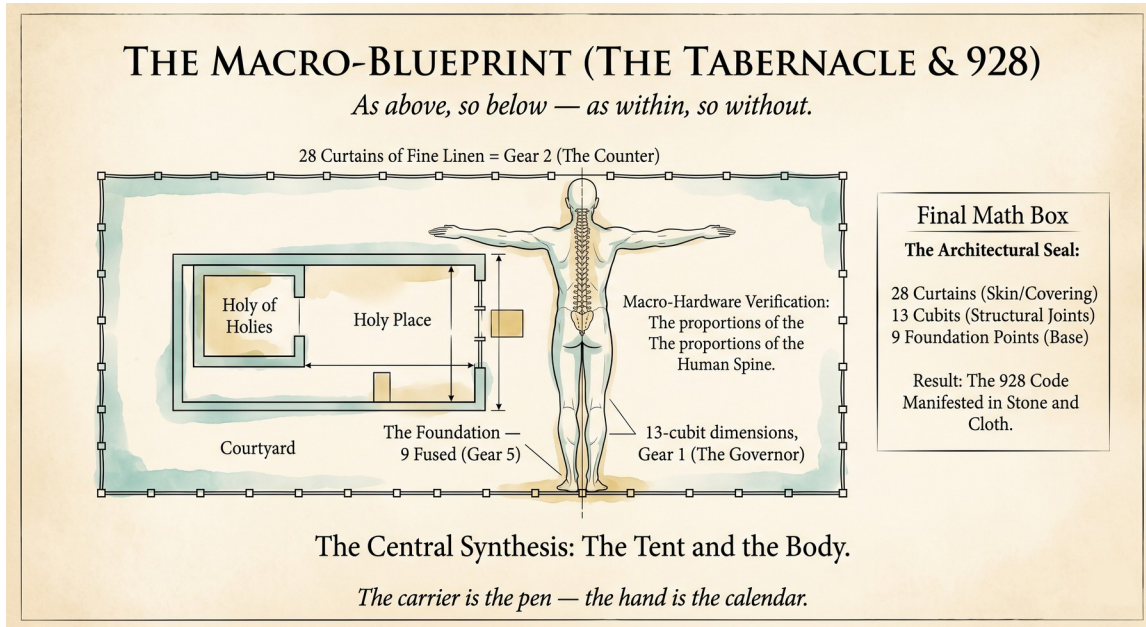 THE MACRO-BLUEPRINT (THE TABERNACLE & 928)
As above, so below — as within, so without.
28 Curtains of Fine Linen = Gear 2 (The Counter)
Holy of
Holies
Holy Place
Courtyard
The Foundation —
9 Fused (Gear 5)
Macro-Hardware Verification:
The proportions of the
The proportions of the
Human Spine.
13-cubit dimensions,
Gear 1 (The Governor)
Final Math Box
The Architectural Seal:
28 Curtains (Skin/Covering)
13 Cubits (Structural Joints)
9 Foundation Points (Base)
Result: The 928 Code
Manifested in Stone and
Cloth.
The Central Synthesis: The Tent and the Body.
The carrier is the pen — the hand is the calendar.